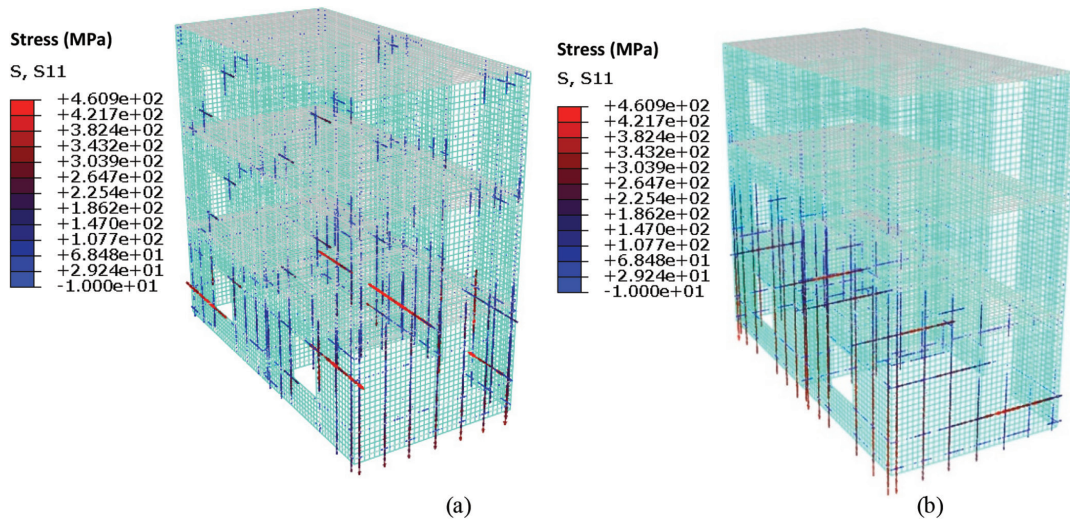 Stress (MPa)
S, S11
+4.609e+02
+4.217e+02
+3.824e+02
+3.432e+02
+3.039e+02
+2.647e+02
+2.254e+02
+1.862e+02
+1.470e+02
+1.077e+02
+6.848e+01
+2.924e+01
-1.000e+01
(a)
Stress (MPa)
S, S11
+4.609e+02
+4.217e+02
+3.824e+02
+3.432e+02
+3.039e+02
+2.647e+02
+2.254e+02
+1.862e+02
+1.470e+02
+1.077e+02
+6.848e+01
+2.924e+01
-1.000e+01
(b)